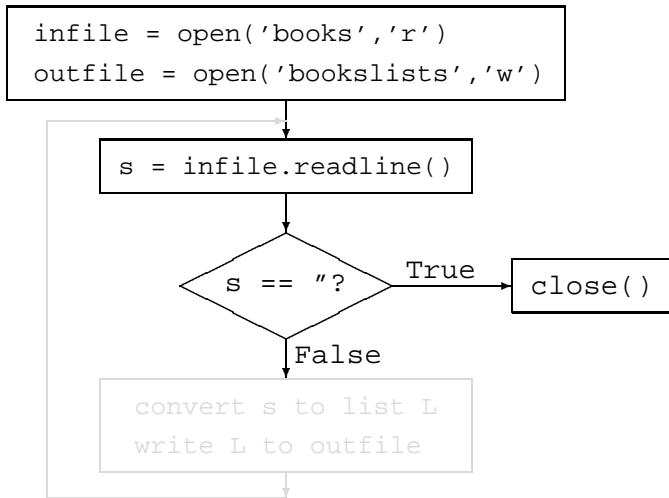 infile = open('books','r')
outfile = open('bookslists','w')
s = infile.readline()
s == ''?
True
close()
False
convert s to list L
write L to outfile